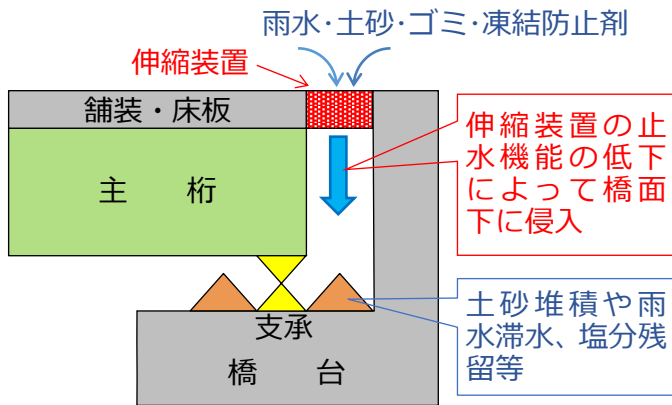 雨水・土砂・ゴミ・凍結防止剤
伸縮装置
舗装・床板
主　桁
伸縮装置の止
水機能の低下
によって橋面
下に侵入
土砂堆積や雨
水滞水、塩分残
留等
支承
橋　台